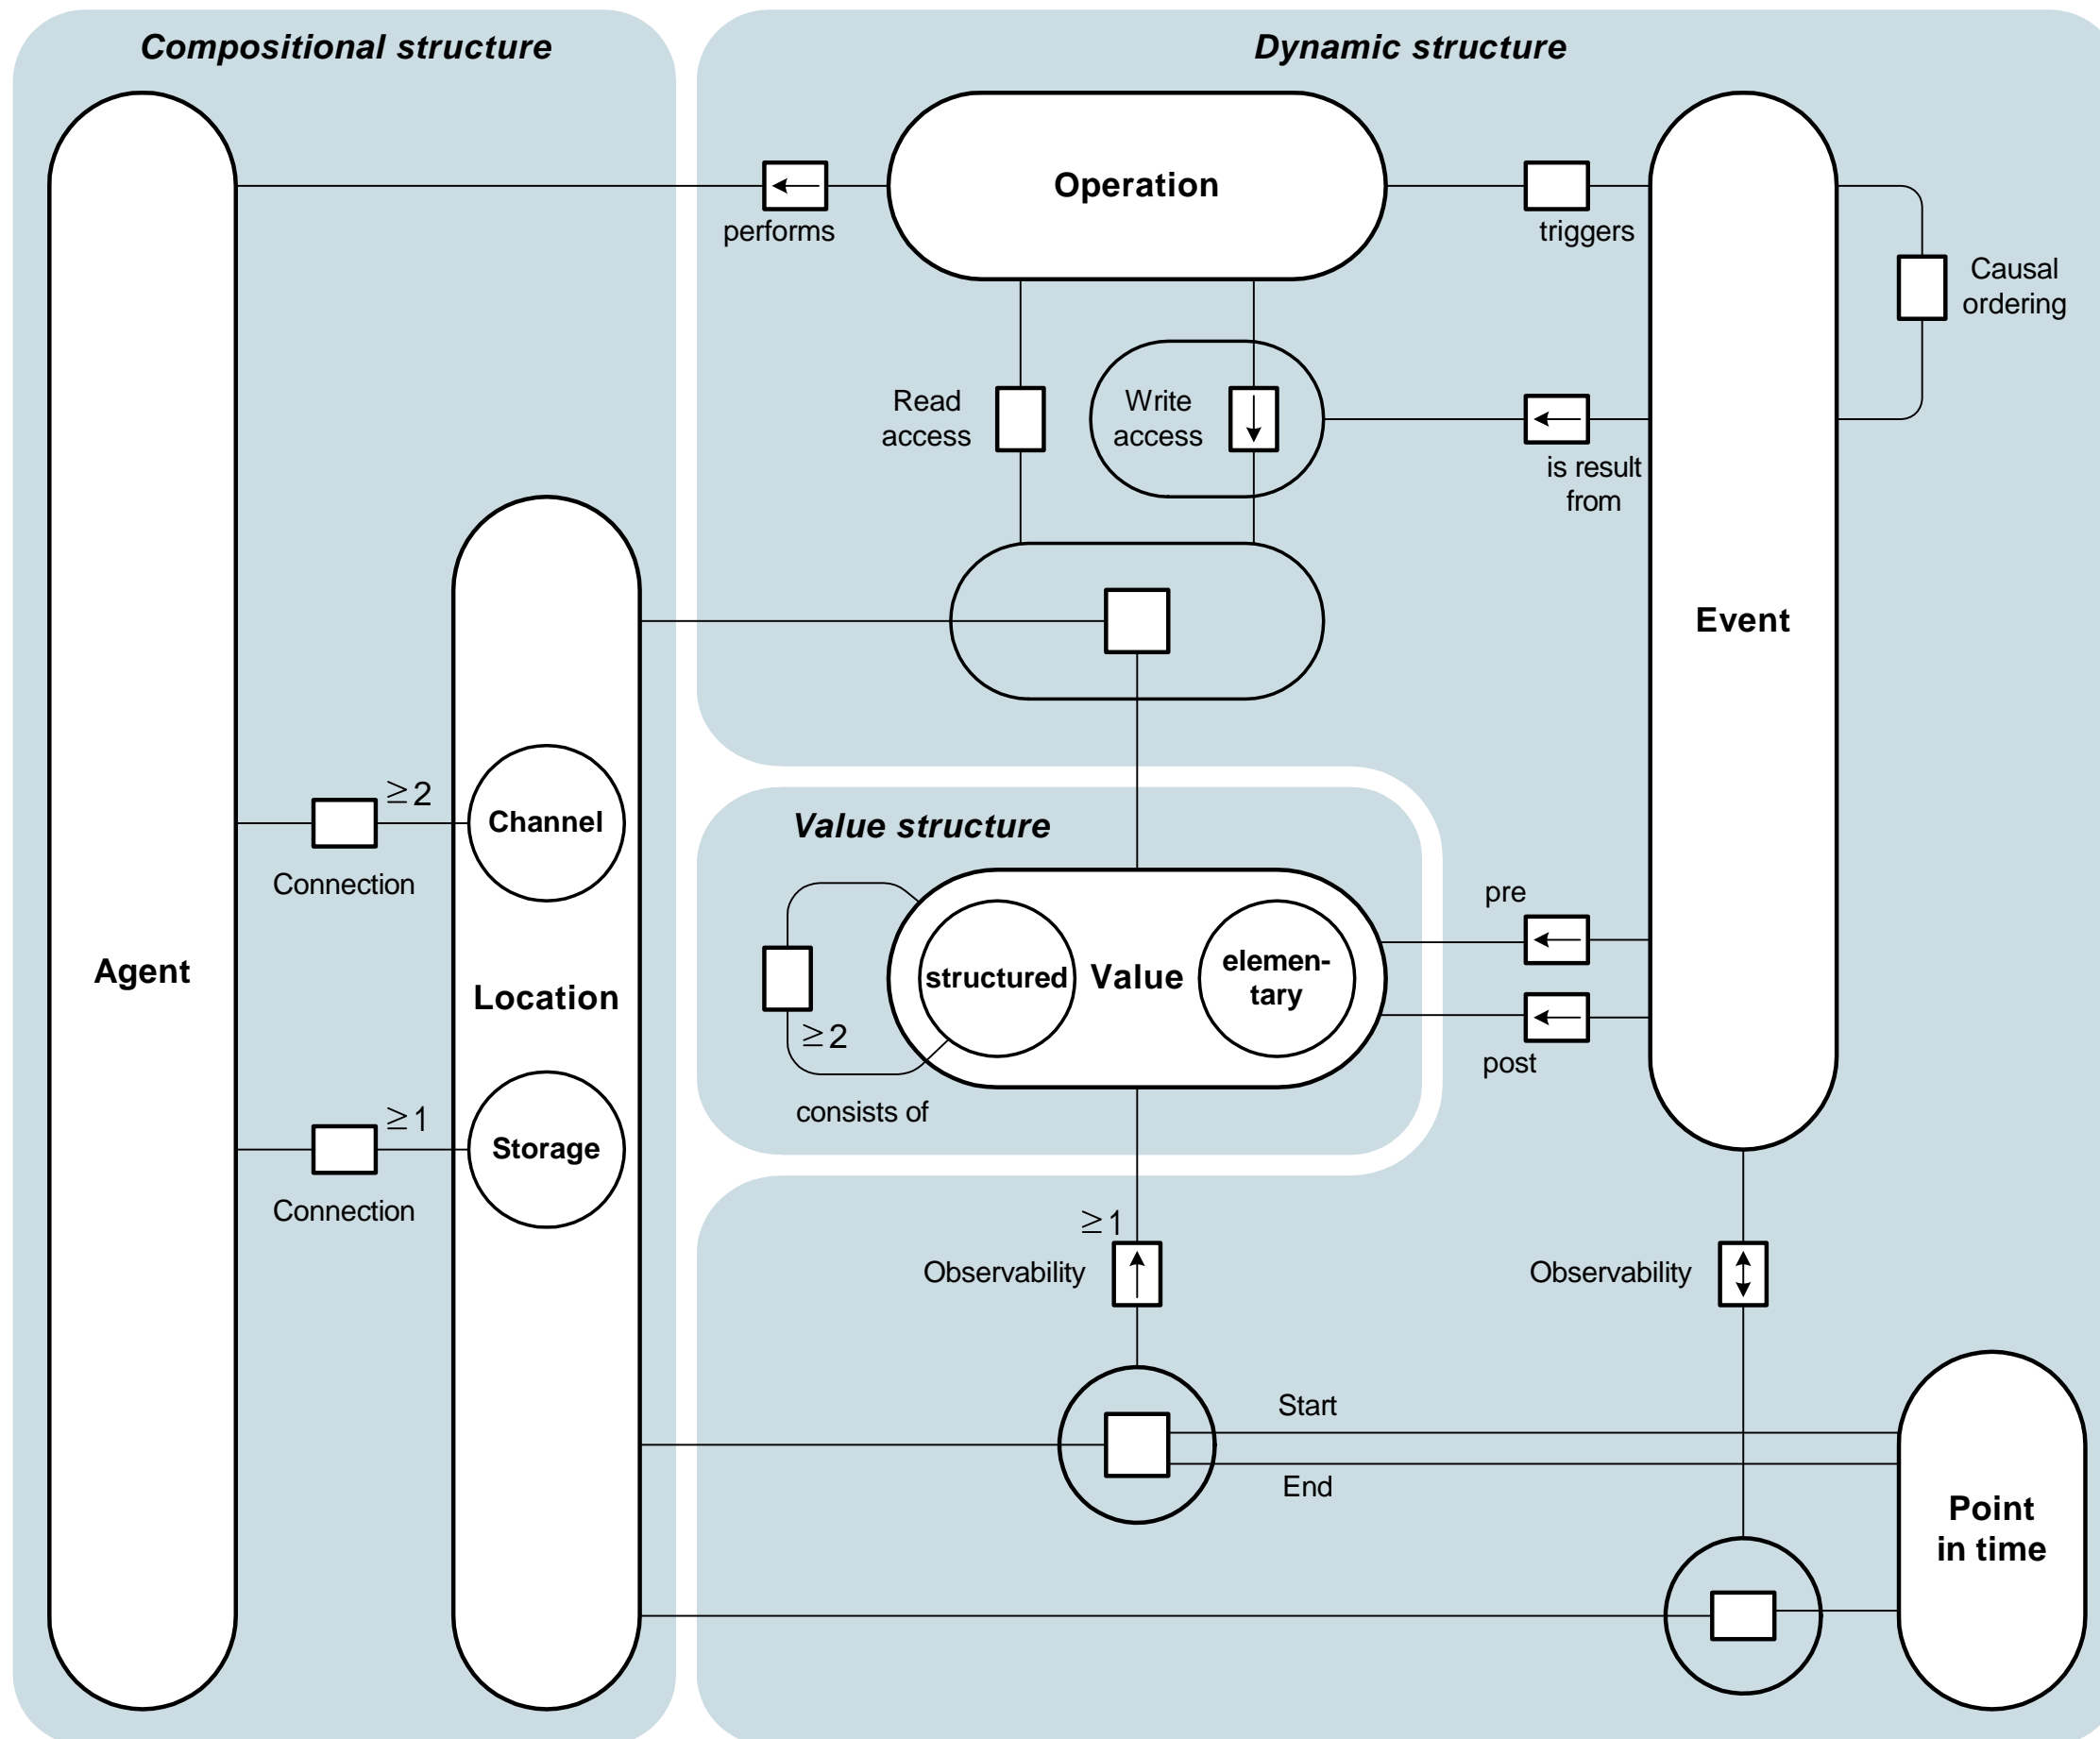 Compositional structure
Dynamic structure
Operation
performs
triggers
Causal
ordering
Read
access
Write
access
is result
from
Event
≥2
Channel
Connection
Value structure
pre
structured
Value
elemen-
tary
Agent
Location
≥2
post
consists of
≥1
Storage
Connection
≥1
Observability
Observability
Start
End
Point
in time